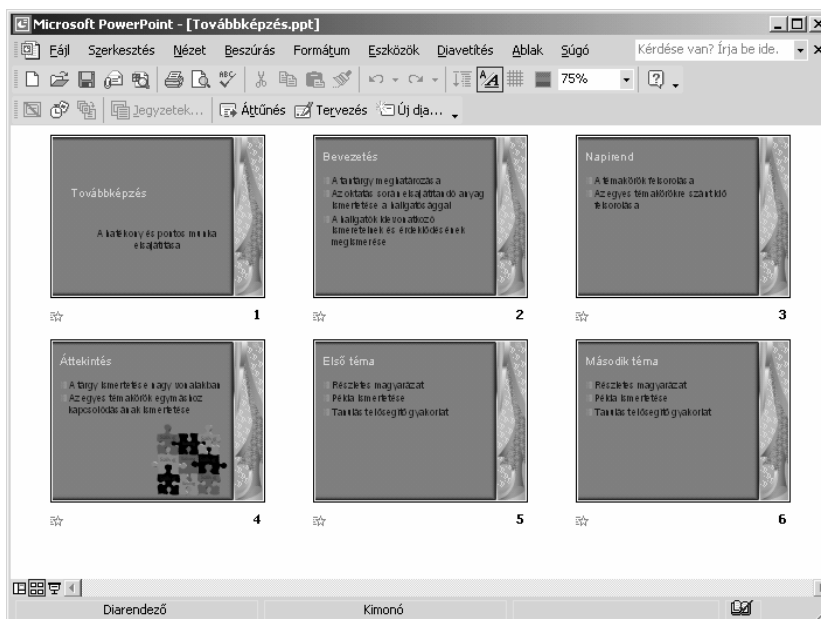 Microsoft PowerPoint - [Továbbképzés.ppt]
Fájl Szerkesztés Nézet Beszúrás Formátum Eszközök Diavetítés Ablak Súgó Kérdése van? Írja be ide.
75%
Jegyzetek... Áttűnés Tervezés Új dia...
Továbbképzés
A hatékony és pontos munka
elsajátítása
1
Bevezetés
A tantárgy meghatározása
Az oktatás során elsajátítandó anyag
ismertetése a hallgatósággal
A hallgatók ide vonatkozó
ismereteinek és érdeklődésének
megismerése
2
Napirend
A témakörök felsorolása
Az egyes témakörökre szánt idő
felsorolása
3
Áttekintés
A tárgy ismertetése nagy vonalakban
Az egyes témakörök egymáshoz
kapcsolódásának ismertetése
4
Első téma
Részletes magyarázat
Példa ismertetése
Tanulást elősegítő gyakorlat
5
Második téma
Részletes magyarázat
Példa ismertetése
Tanulást elősegítő gyakorlat
6
Diarendező Kimonó